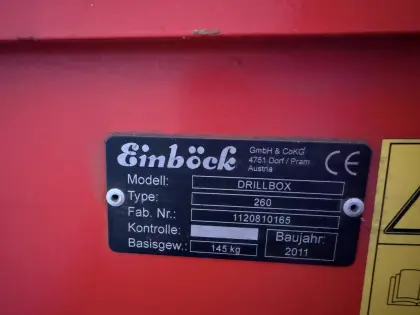 Einböck
GmbH & CoKG
4751 Dorf / Pram
Austria
CE
Modell: DRILLBOX
Type: 260
Fab. Nr.: 1120810165
Kontrolle:
Basisgew.: 145 kg
Baujahr:
2011